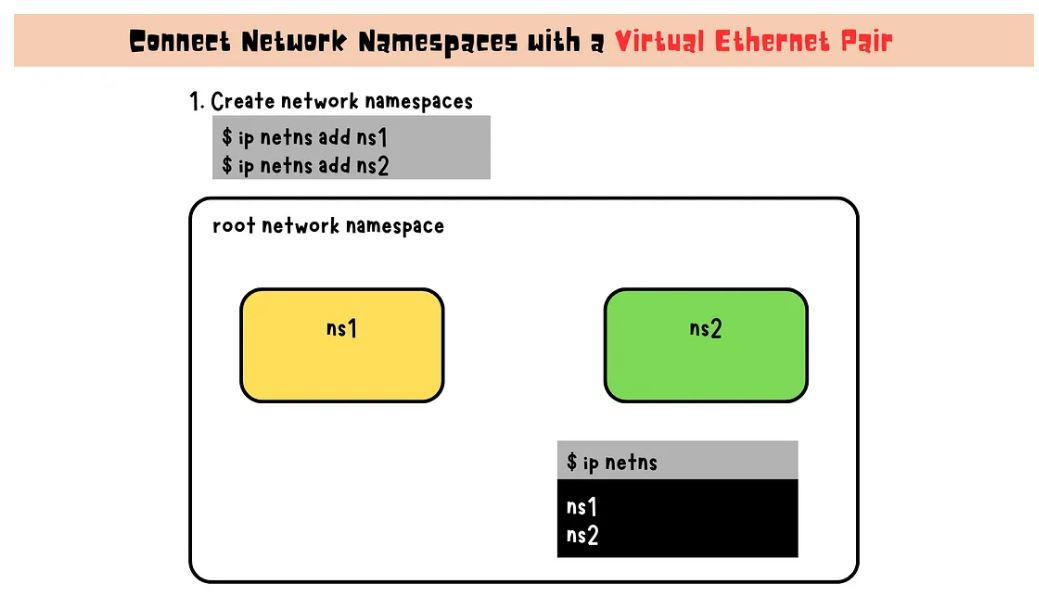 Connect Network Namespaces with a Virtual Ethernet Pair
1. Create network namespaces
$ ip netns add ns1
$ ip netns add ns2
root network namespace
ns1
ns2
$ ip netns
ns1
ns2